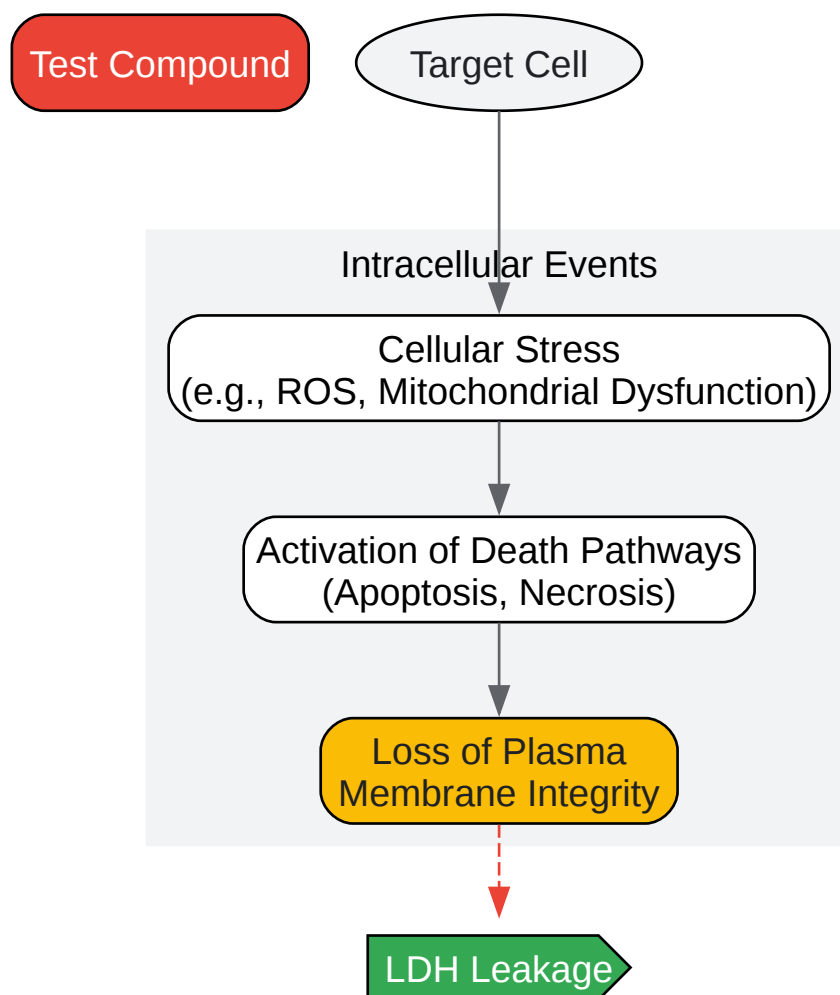 Test Compound
Target Cell
Intracellular Events
Cellular Stress
(e.g., ROS, Mitochondrial Dysfunction)
Activation of Death Pathways
(Apoptosis, Necrosis)
Loss of Plasma
Membrane Integrity
LDH Leakage